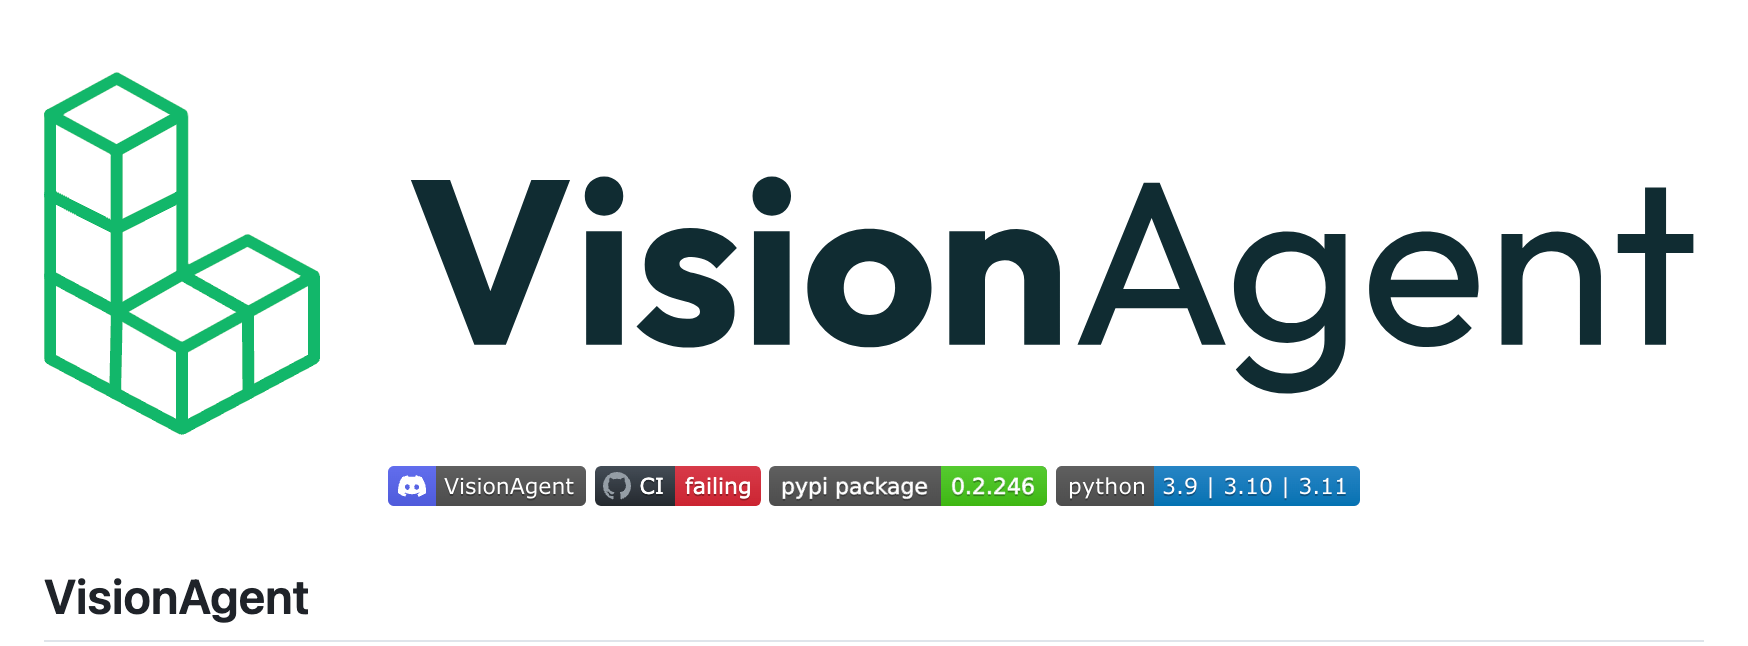 VisionAgent
VisionAgent CI failing pypi package 0.2.246 python 3.9 | 3.10 | 3.11
VisionAgent